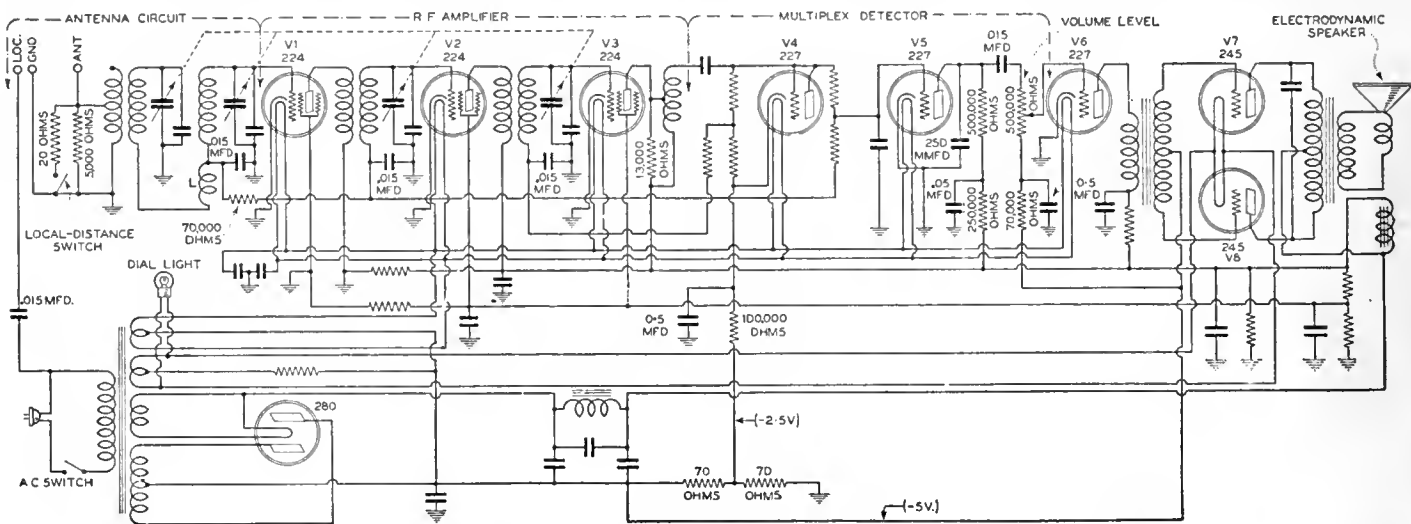 ANTENNA CIRCUIT
R F AMPLIFIER
MULTIPLEX DETECTOR
VOLUME LEVEL
ELECTRODYNAMIC
SPEAKER
LOC.
GND
ANT
V1
224
V2
224
V3
224
V4
227
V5
227
.015
MFD
V6
227
V7
245
20 OHMS
5,000 OHMS
.015
MFD
L
70,000
OHMS
.015
MFD
.015
MFD
13,000
OHMS
250
MMFD
500,000
OHMS
500,000
OHMS
.05
MFD
250,000
OHMS
70,000
OHMS
0.5
MFD
245
V8
LOCAL-DISTANCE
SWITCH
DIAL LIGHT
.015 MFD.
0.5
MFD
100,000
OHMS
280
(-2.5V)
A C SWITCH
70
OHMS
70
OHMS
(-5V.)